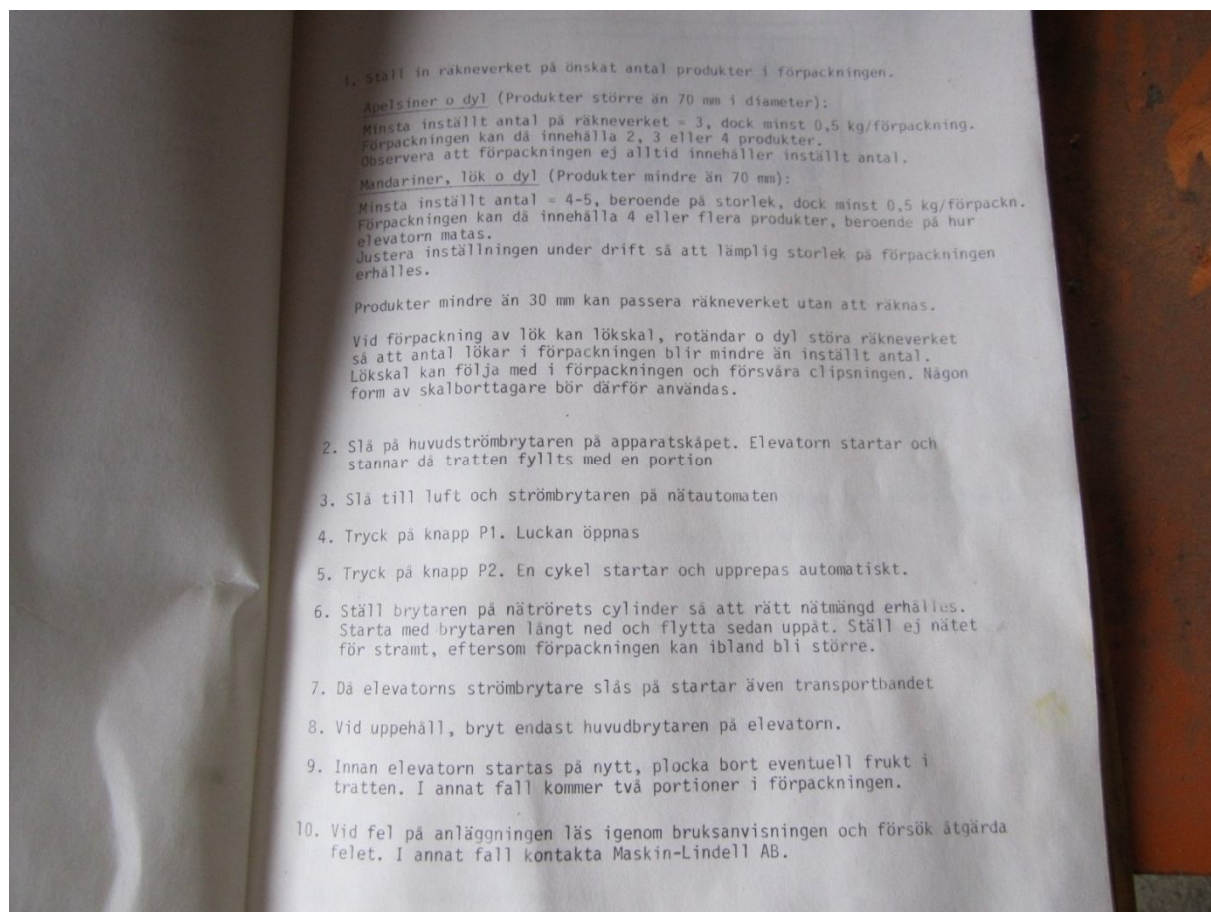 1. Ställ in räkneverket på önskat antal produkter i förpackningen.
Apelsiner o dyl (Produkter större än 70 mm i diameter):
Minsta inställt antal på räkneverket = 3, dock minst 0,5 kg/förpackning.
Förpackningen kan då innehålla 2, 3 eller 4 produkter.
Observera att förpackningen ej alltid innehåller inställt antal.
Mandariner, lök o dyl (Produkter mindre än 70 mm):
Minsta inställt antal = 4-5, beroende på storlek, dock minst 0,5 kg/förpackn.
Förpackningen kan då innehålla 4 eller flera produkter, beroende på hur
elevatorn matas.
Justera inställningen under drift så att lämplig storlek på förpackningen
erhålles.
Produkter mindre än 30 mm kan passera räkneverket utan att räknas.
Vid förpackning av lök kan lökskal, rotändar o dyl störa räkneverket
så att antal lökar i förpackningen blir mindre än inställt antal.
Lökskal kan följa med i förpackningen och försvåra clipsningen. Någon
form av skalborttagare bör därför användas.
2. Slå på huvudströmbrytaren på apparatskåpet. Elevatorn startar och
stannar då tratten fyllts med en portion
3. Slå till luft och strömbrytaren på nätautomaten
4. Tryck på knapp P1. Luckan öppnas
5. Tryck på knapp P2. En cykel startar och upprepas automatiskt.
6. Ställ brytaren på nätrörets cylinder så att rätt nätmängd erhålles.
Starta med brytaren långt ned och flytta sedan uppåt. Ställ ej nätet
för stramt, eftersom förpackningen kan ibland bli större.
7. Då elevatorns strömbrytare slås på startar även transportbandet
8. Vid uppehåll, bryt endast huvudbrytaren på elevatorn.
9. Innan elevatorn startas på nytt, plocka bort eventuell frukt i
tratten. I annat fall kommer två portioner i förpackningen.
10. Vid fel på anläggningen läs igenom bruksanvisningen och försök åtgärda
felet. I annat fall kontakta Maskin-Lindell AB.